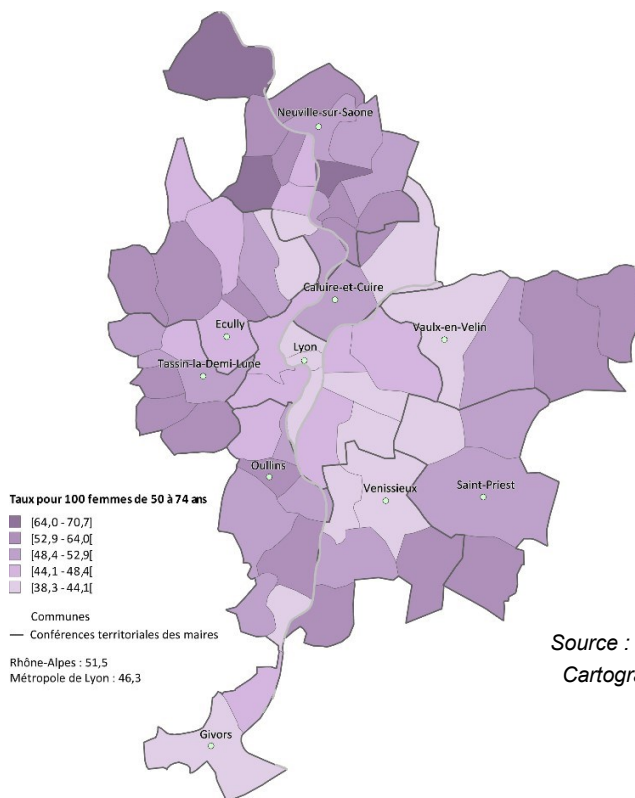 Neuville-sur-Saone
Caluire-et-Cuire
Ecully
Vaulx-en-Velin
Lyon
Tassin-la-Demi-Lune
Oullins
Venissieux
Saint-Priest
Givors
Taux pour 100 femmes de 50 à 74 ans
[64,0 - 70,7]
[52,9 - 64,0[
[48,4 - 52,9[
[44,1 - 48,4[
[38,3 - 44,1[
Communes
Conférences territoriales des maires
Rhône-Alpes : 51,5
Métropole de Lyon : 46,3
Source :
Cartogra